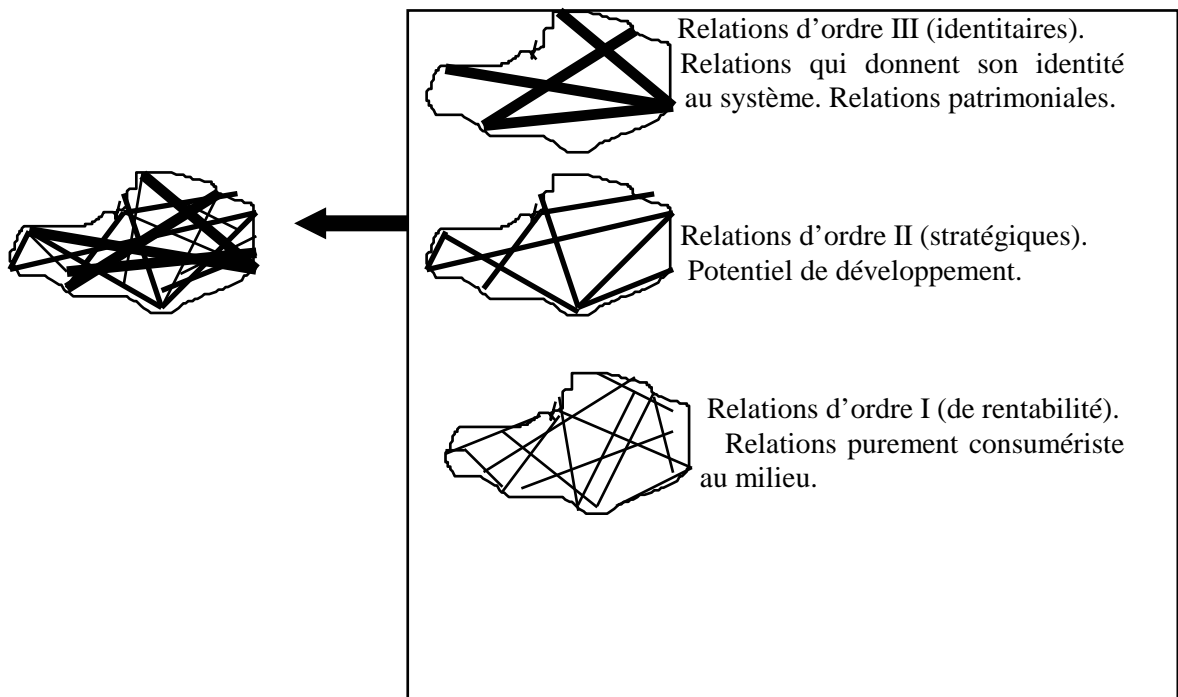 Relations d’ordre III (identitaires).
Relations qui donnent son identité
au système. Relations patrimoniales.
Relations d’ordre II (stratégiques).
Potentiel de développement.
Relations d’ordre I (de rentabilité).
Relations purement consumériste
au milieu.